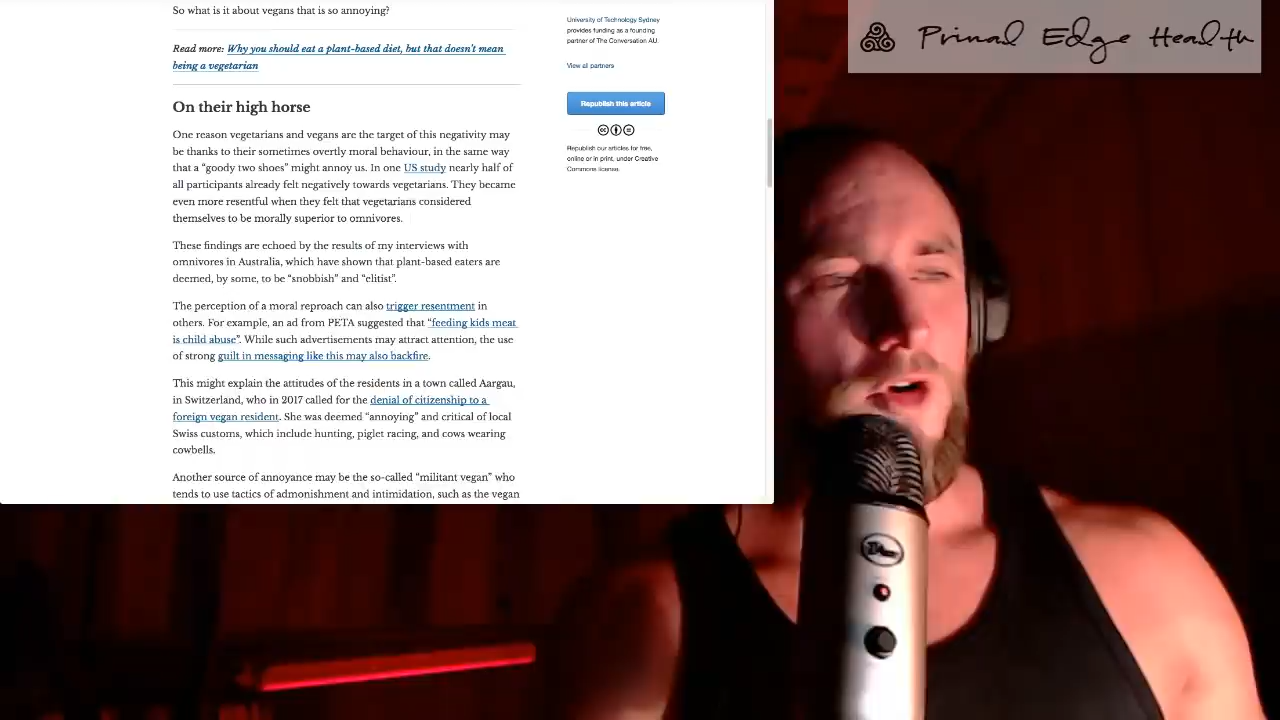 So what is it about vegans that is so annoying?
Read more: Why you should eat a plant-based diet, but that doesn't mean
being a vegetarian
On their high horse
One reason vegetarians and vegans are the target of this negativity may
be thanks to their sometimes overtly moral behaviour, in the same way
that a “goody two shoes” might annoy us. In one US study nearly half of
all participants already felt negatively towards vegetarians. They became
even more resentful when they felt that vegetarians considered
themselves to be morally superior to omnivores.
These findings are echoed by the results of my interviews with
omnivores in Australia, which have shown that plant-based eaters are
deemed, by some, to be “snobbish” and “elitist”.
The perception of a moral reproach can also trigger resentment in
others. For example, an ad from PETA suggested that “feeding kids meat
is child abuse”. While such advertisements may attract attention, the use
of strong guilt in messaging like this may also backfire.
This might explain the attitudes of the residents in a town called Aargau,
in Switzerland, who in 2017 called for the denial of citizenship to a
foreign vegan resident. She was deemed “annoying” and critical of local
Swiss customs, which include hunting, piglet racing, and cows wearing
cowbells.
Another source of annoyance may be the so-called “militant vegan” who
tends to use tactics of admonishment and intimidation, such as the vegan
University of Technology Sydney
provides funding as a founding
partner of The Conversation AU.
View all partners
Republish this article
Republish our articles for free,
online or in print, under Creative
Commons license.
Primal Edge Health